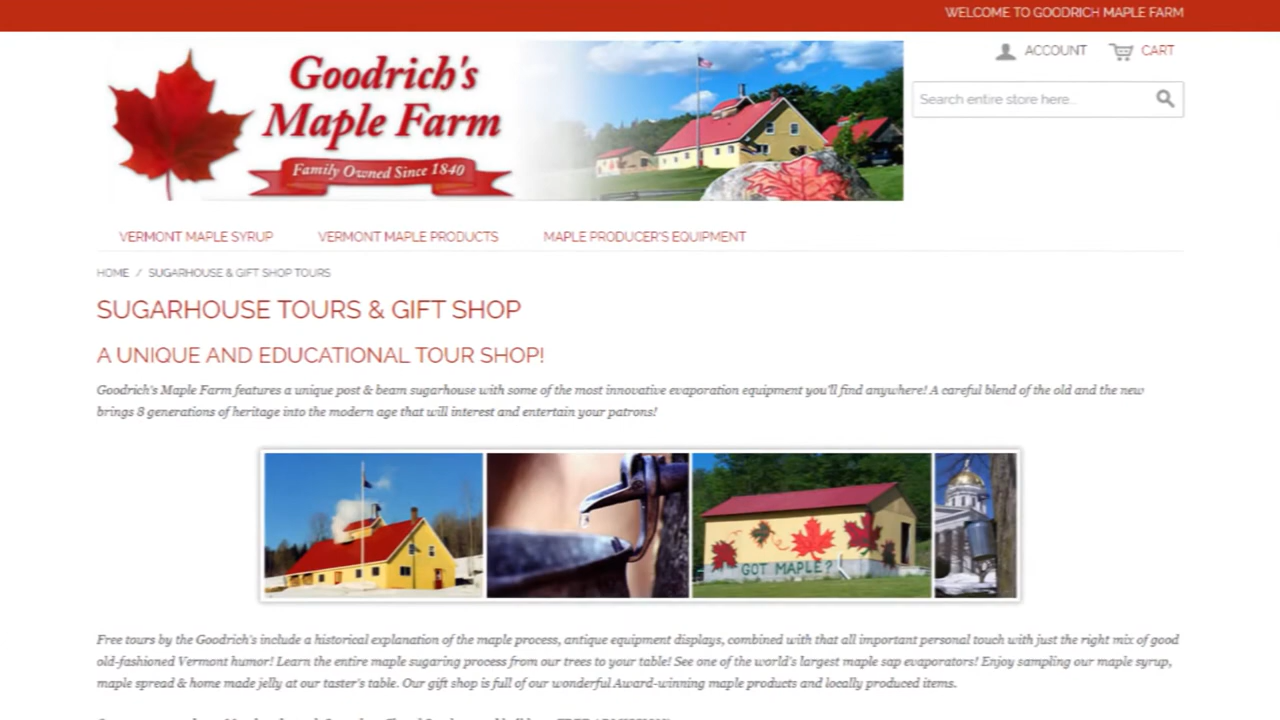 WELCOME TO GOODRICH MAPLE FARM
Goodrich's
Maple Farm
Family Owned Since 1840
ACCOUNT
CART
Search entire store here...
VERMONT MAPLE SYRUP
VERMONT MAPLE PRODUCTS
MAPLE PRODUCER'S EQUIPMENT
HOME / SUGARHOUSE & GIFT SHOP TOURS
SUGARHOUSE TOURS & GIFT SHOP
A UNIQUE AND EDUCATIONAL TOUR SHOP!
Goodrich's Maple Farm features a unique post & beam sugarhouse with some of the most innovative evaporation equipment you'll find anywhere! A careful blend of the old and the new
brings 8 generations of heritage into the modern age that will interest and entertain your patrons!
GOT MAPLE?
Free tours by the Goodrich's include a historical explanation of the maple process, antique equipment displays, combined with that all important personal touch with just the right mix of good
old-fashioned Vermont humor! Learn the entire maple sugaring process from our trees to your table! See one of the world's largest maple sap evaporators! Enjoy sampling our maple syrup,
maple spread & home made jelly at our taster's table. Our gift shop is full of our wonderful Award-winning maple products and locally produced items.